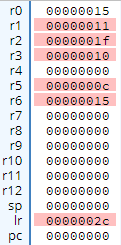 r0 00000015
r1 00000011
r2 0000001f
r3 00000010
r4 00000000
r5 0000000c
r6 00000015
r7 00000000
r8 00000000
r9 00000000
r10 00000000
r11 00000000
r12 00000000
sp 00000000
lr 0000002c
pc 00000000